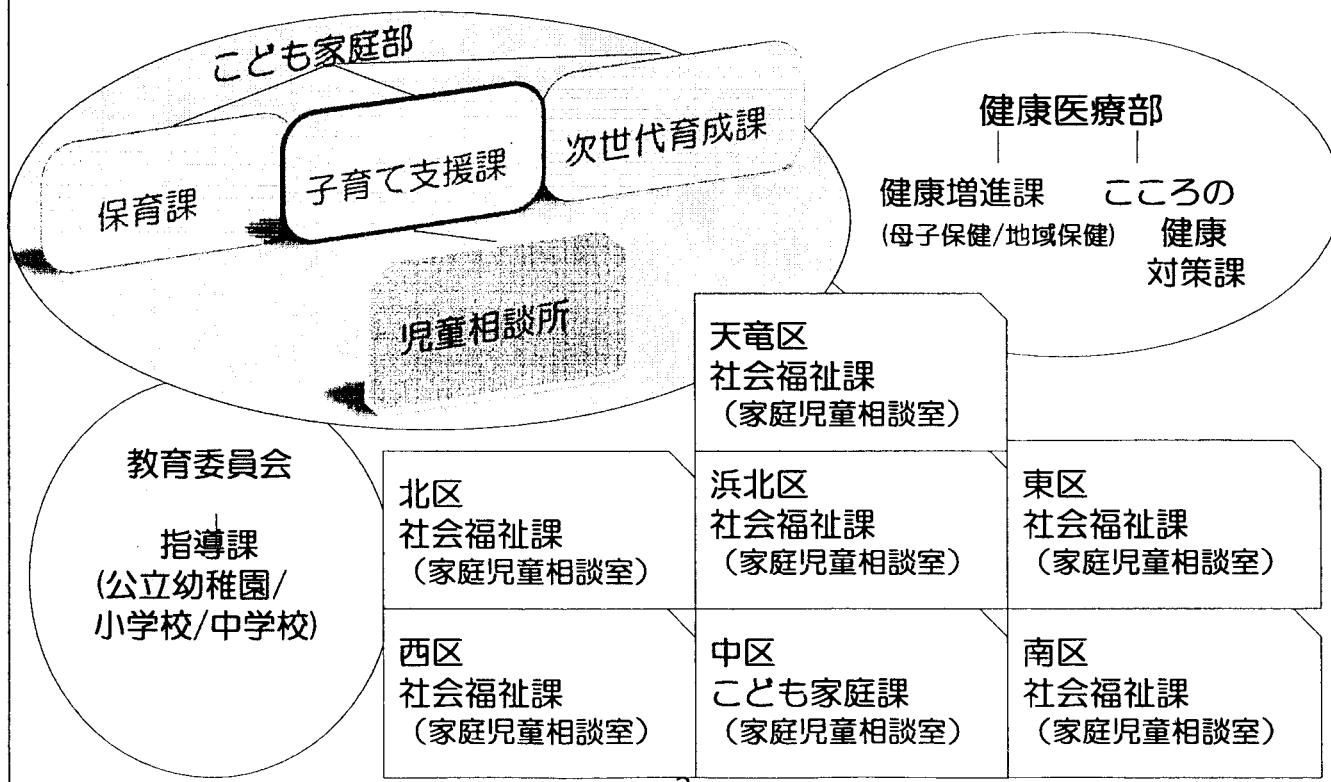 こども家庭部
保育課
子育て支援課
次世代育成課
児童相談所
健康医療部
健康増進課
(母子保健/地域保健)
こころの
健康
対策課
教育委員会
指導課
(公立幼稚園/
小学校/中学校)
天竜区
社会福祉課
（家庭児童相談室）
北区
社会福祉課
（家庭児童相談室）
浜北区
社会福祉課
（家庭児童相談室）
東区
社会福祉課
（家庭児童相談室）
西区
社会福祉課
（家庭児童相談室）
中区
こども家庭課
（家庭児童相談室）
南区
社会福祉課
（家庭児童相談室）